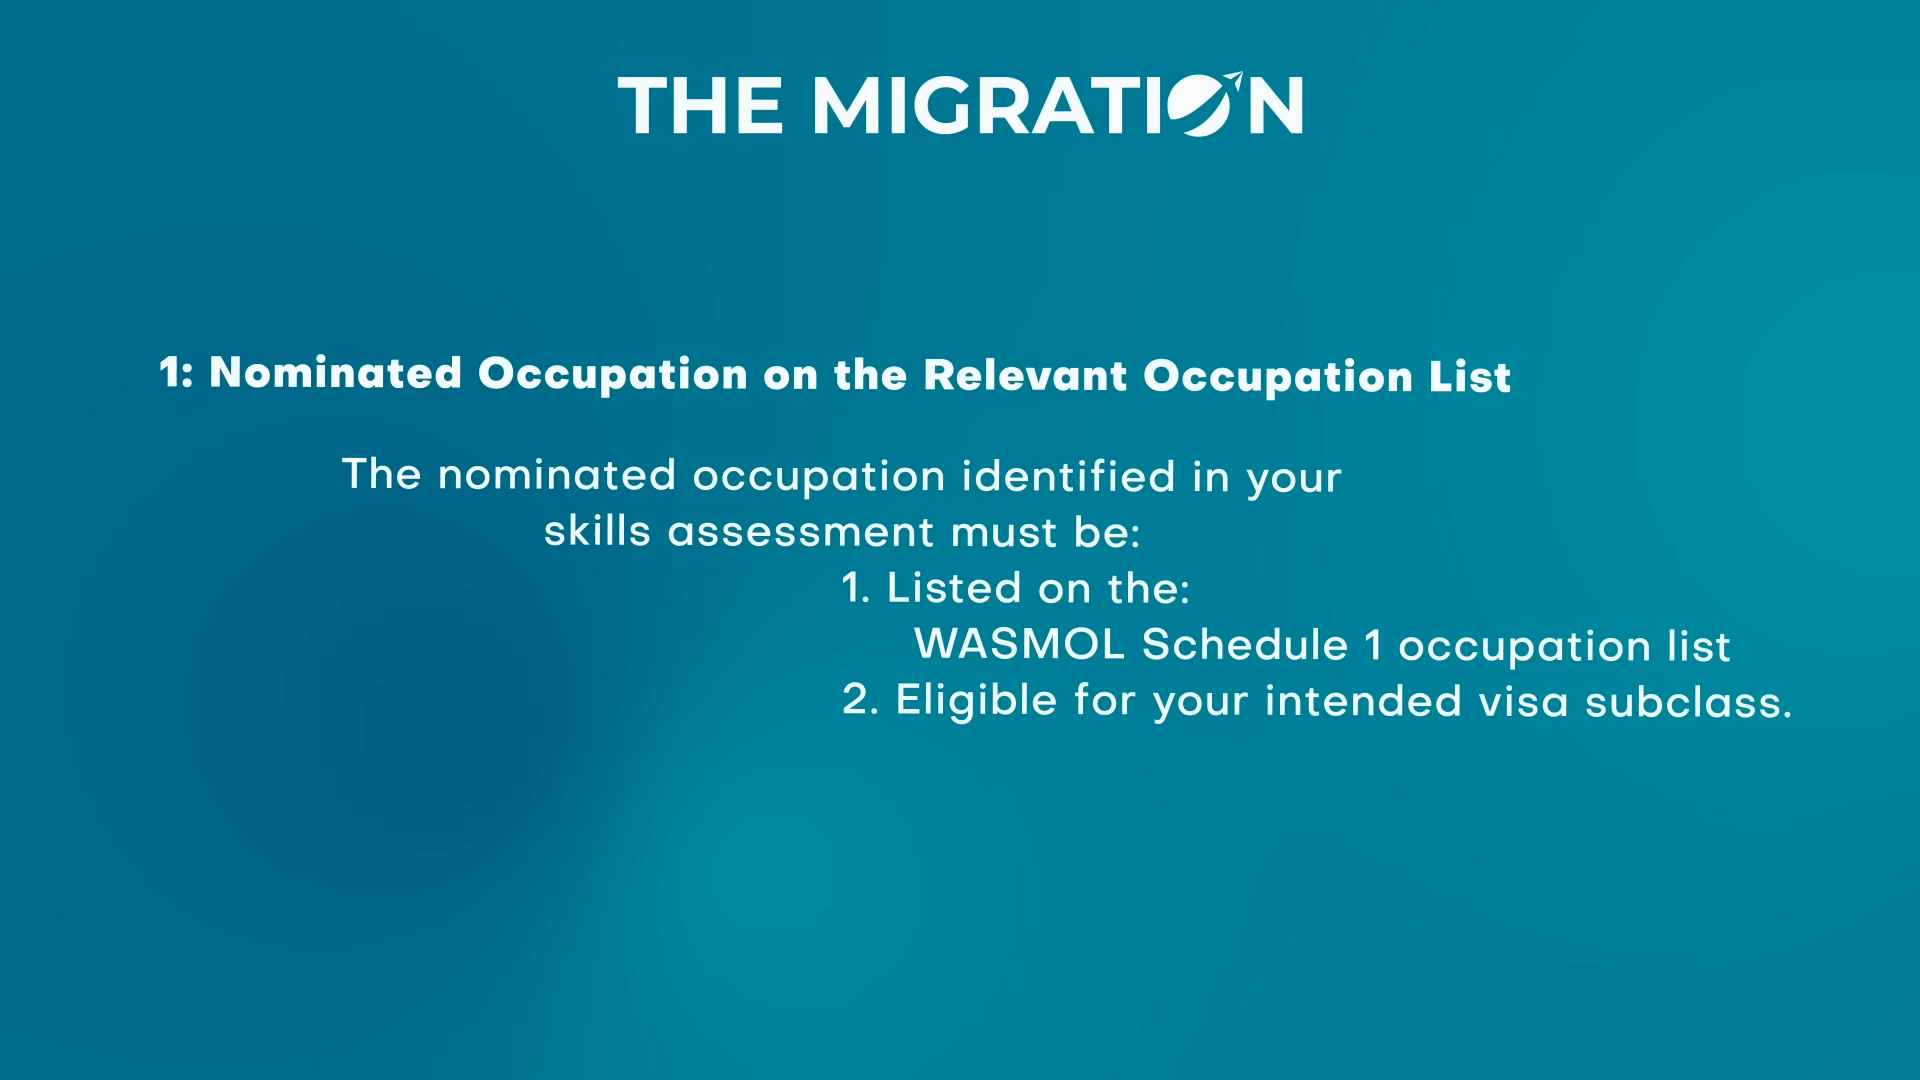 THE MIGRATION
1: Nominated Occupation on the Relevant Occupation List
The nominated occupation identified in your
skills assessment must be:
1. Listed on the:
WASMOL Schedule 1 occupation list
2. Eligible for your intended visa subclass.